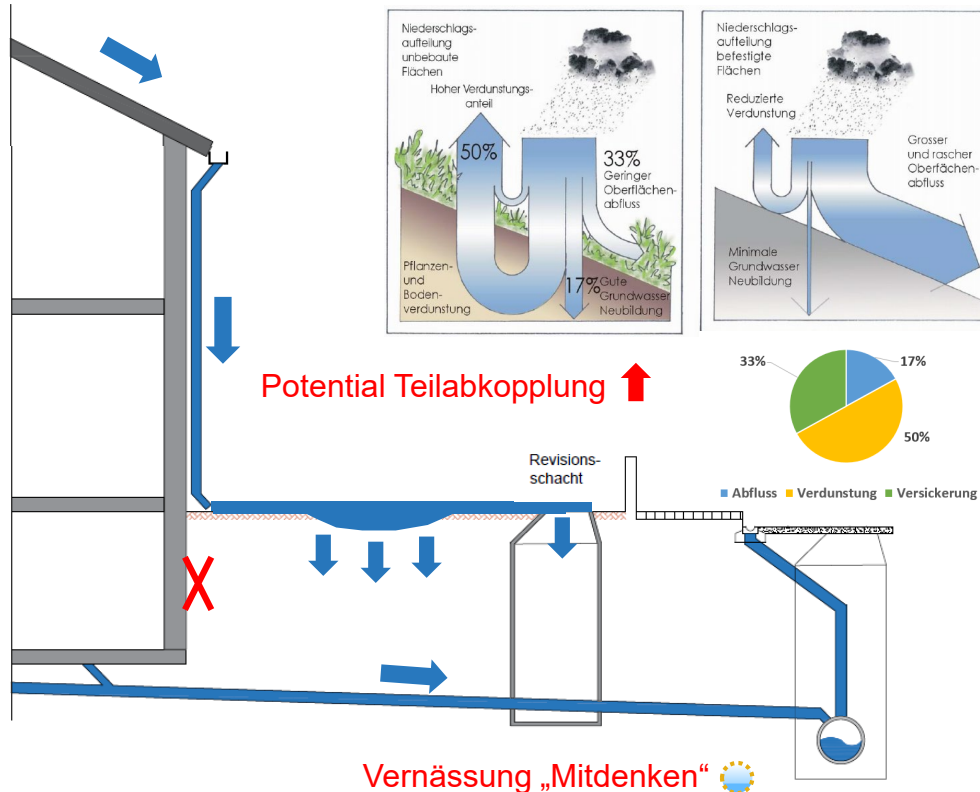 Niederschlags-
aufteilung
unbebaute
Flächen
Hoher Verdunstungs-
anteil
50%
33%
Geringer
Oberflächen-
abfluss
Pflanzen-
und
Boden-
verdunstung
17%
Gute
Grundwasser
Neubildung
Niederschlags-
aufteilung
befestigte
Flächen
Reduzierte
Verdunstung
Grosser
und rascher
Oberfächen-
abfluss
Minimale
Grundwasser
Neubildung
Potential Teilabkopplung
33%
17%
50%
Abfluss Verdunstung Versickerung
Revisions-
schacht
Vernässung „Mitdenken“